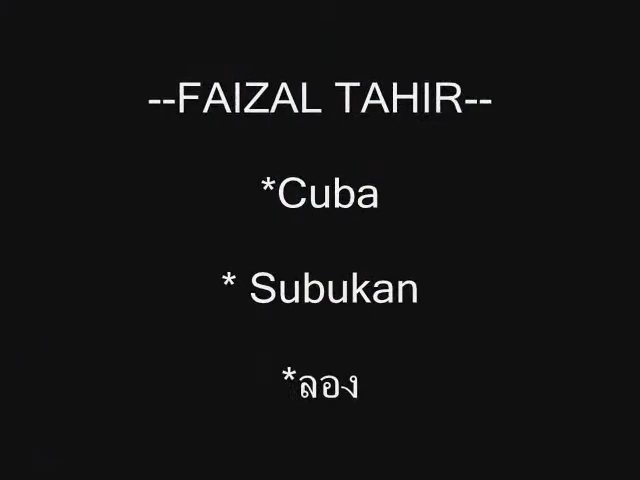 --FAIZAL TAHIR--
*Cuba
* Subukan
*ลอง